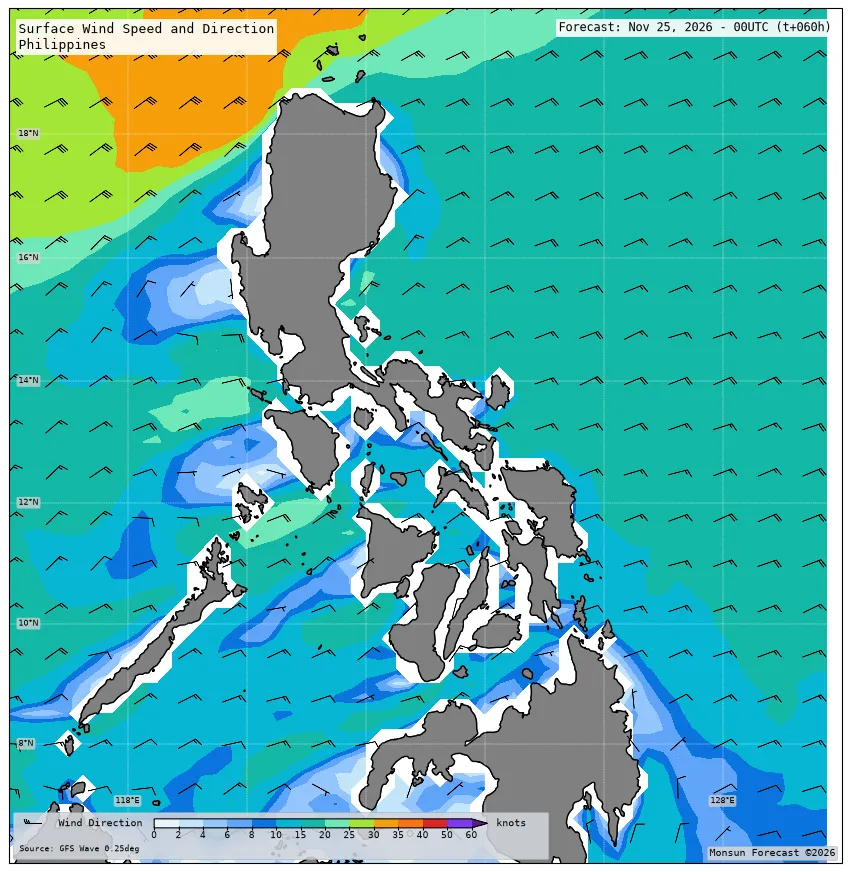 Surface Wind Speed and Direction
Philippines
Forecast: Nov 25, 2026 - 00UTC (t+060h)
18°N
16°N
14°N
12°N
10°N
8°N
118°E
128°E
Wind Direction
0 2 4 6 8 10 15 20 25 30 35 40 50 60
knots
Source: GFS Wave 0.25deg
Monsun Forecast ©2026